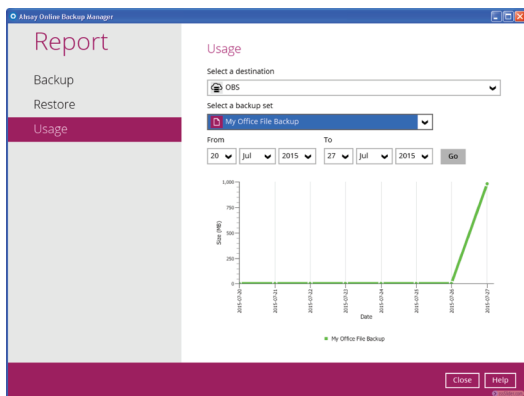 Ahsay Online Backup Manager
Report
Backup
Restore
Usage
Usage
Select a destination
OBS
Select a backup set
My Office File Backup
From To
20 Jul 2015 27 Jul 2015 Go
1,000
750
500
250
0
Size (MB)
2015-07-20 2015-07-21 2015-07-22 2015-07-23 2015-07-24 2015-07-25 2015-07-26 2015-07-27
Date
My Office File Backup
Close Help